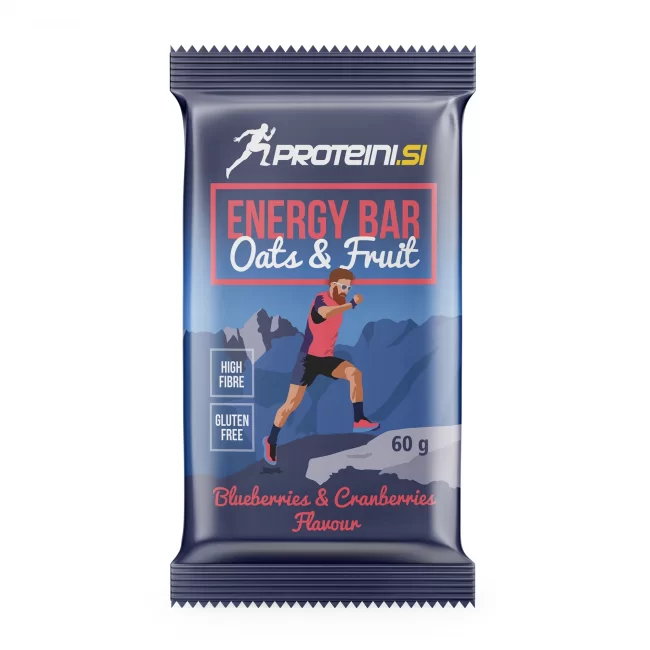 PROTEINI.SI
ENERGY BAR
Oats & Fruit
HIGH
FIBRE
GLUTEN
FREE
60 g
Blueberries & Cranberries
Flavour